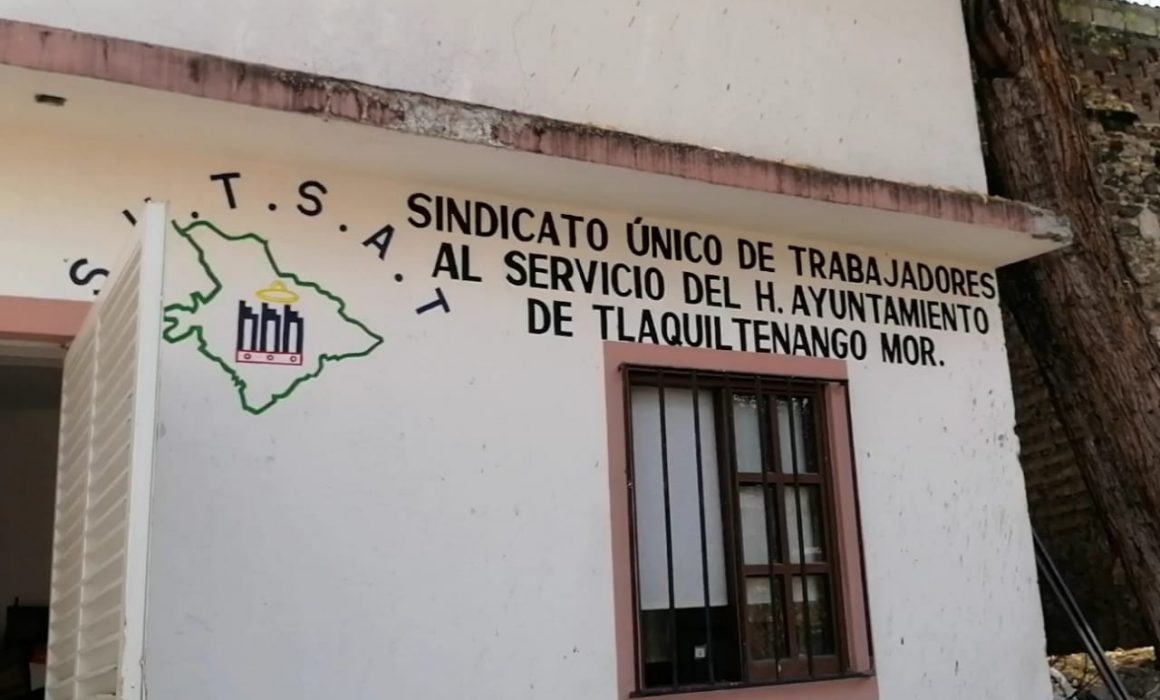 S.U.T.S.A.T
SINDICATO ÚNICO DE TRABAJADORES
AL SERVICIO DEL H. AYUNTAMIENTO
DE TLAQUILTENANGO MOR.